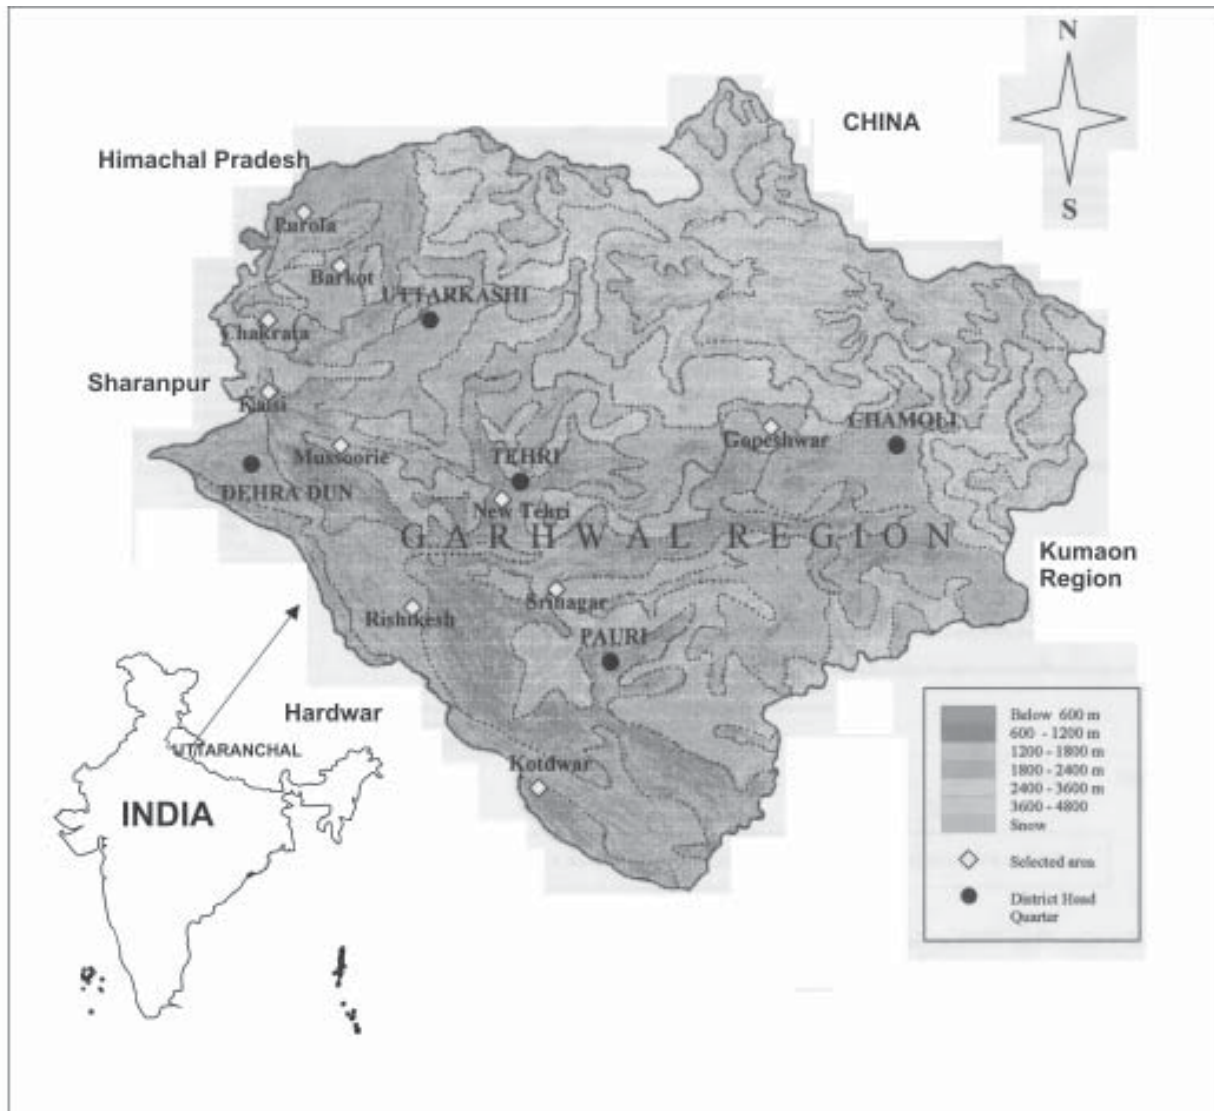 N
CHINA
Himachal Pradesh
S
Purola
Barkot
UTTARKASHI
Chakrata
Sharanpur
Kalsi
Gopeshwar
CHAMOLI
Mussoorie
TEHRI
DEHRA DUN
New Tehri
GARHWAL REGION
Kumaon
Region
Srinagar
Rishikesh
PAURI
Hardwar
UTTARANCHAL
Kotdwar
INDIA
Below 600 m
600 - 1200 m
1200 - 1800 m
1800 - 2400 m
2400 - 3600 m
3600 - 4800
Snow
Selected area
District Head
Quarter